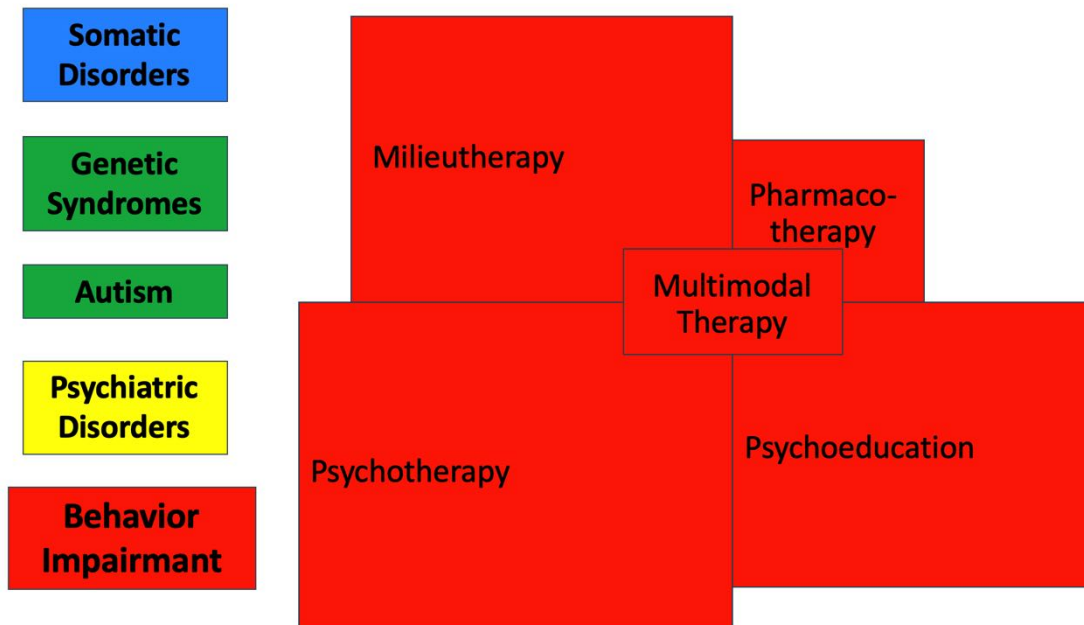 Somatic
Disorders
Genetic
Syndromes
Autism
Psychiatric
Disorders
Behavior
Impairmant
Milieutherapy
Pharmaco-
therapy
Multimodal
Therapy
Psychotherapy
Psychoeducation